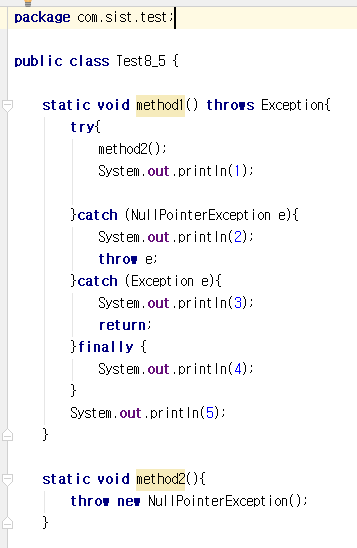 package com.sist.test;
public class Test8_5 {
static void method1() throws Exception{
try{
method2();
System.out.println(1);
}catch (NullPointerException e){
System.out.println(2);
throw e;
}catch (Exception e){
System.out.println(3);
return;
}finally {
System.out.println(4);
}
System.out.println(5);
}
static void method2(){
throw new NullPointerException();
}